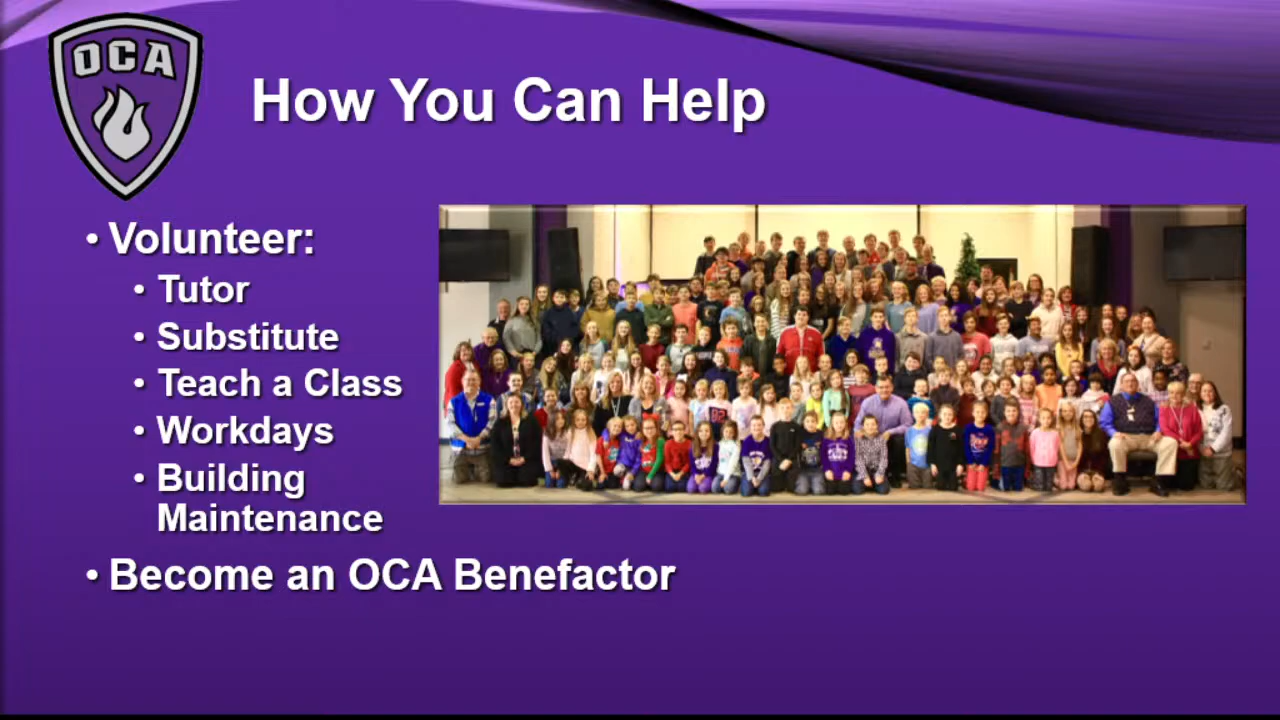 OCA
How You Can Help
• Volunteer:
• Tutor
• Substitute
• Teach a Class
• Workdays
• Building
Maintenance
• Become an OCA Benefactor